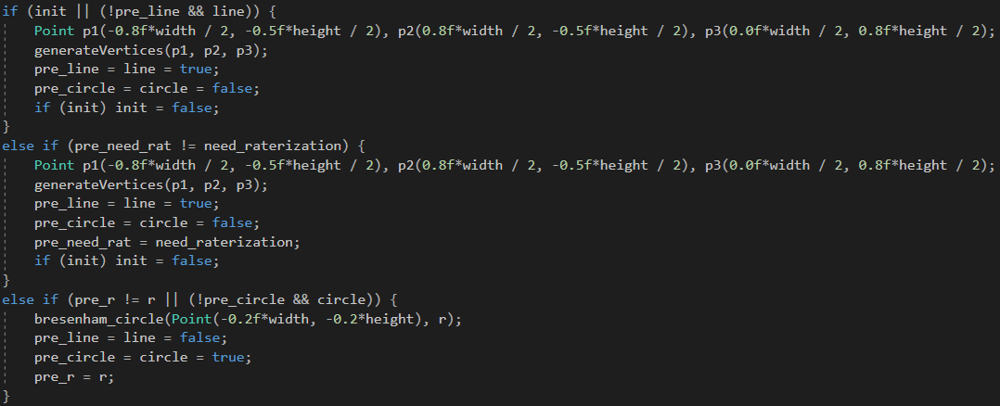 if (init || (!pre_line && line)) {
    Point p1(-0.8f*width / 2, -0.5f*height / 2), p2(0.8f*width / 2, -0.5f*height / 2), p3(0.0f*width / 2, 0.8f*height / 2);
    generateVertices(p1, p2, p3);
    pre_line = line = true;
    pre_circle = circle = false;
    if (init) init = false;
}
else if (pre_need_rat != need_raterization) {
    Point p1(-0.8f*width / 2, -0.5f*height / 2), p2(0.8f*width / 2, -0.5f*height / 2), p3(0.0f*width / 2, 0.8f*height / 2);
    generateVertices(p1, p2, p3);
    pre_line = line = true;
    pre_circle = circle = false;
    pre_need_rat = need_raterization;
    if (init) init = false;
}
else if (pre_r != r || (!pre_circle && circle)) {
    bresenham_circle(Point(-0.2f*width, -0.2*height), r);
    pre_line = line = false;
    pre_circle = circle = true;
    pre_r = r;
}